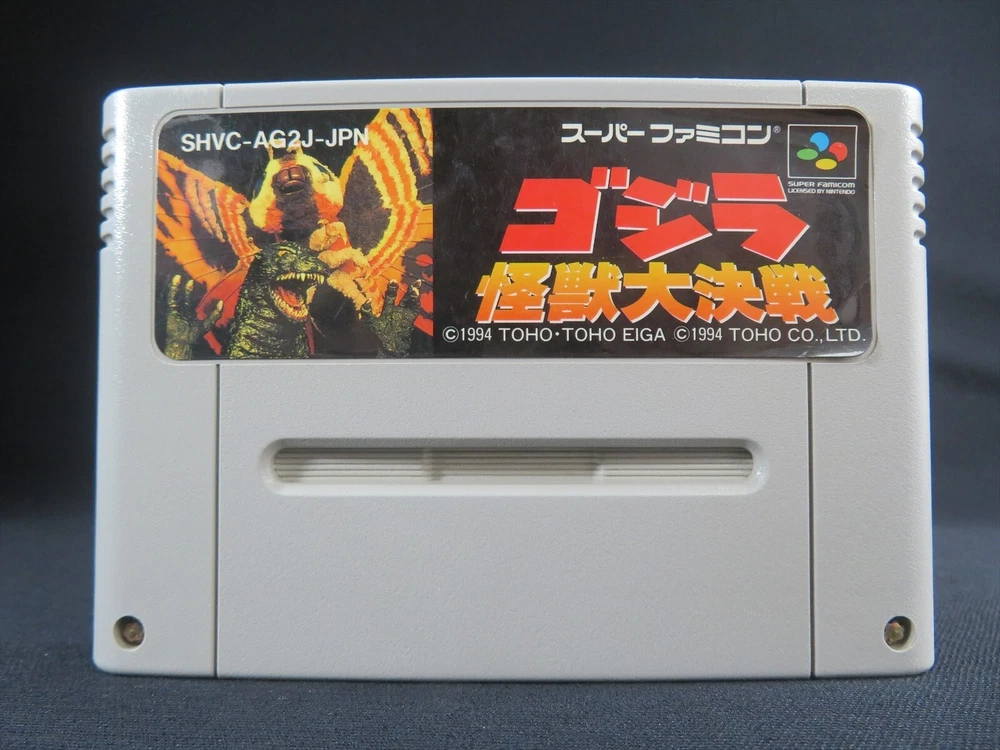 SHVC-AG2J-JPN
スーパーファミコン®
SUPER FAMICOM
LICENSED BY NINTENDO
ゴジラ
怪獣大決戦
©1994 TOHO・TOHO EIGA ©1994 TOHO CO.,LTD.